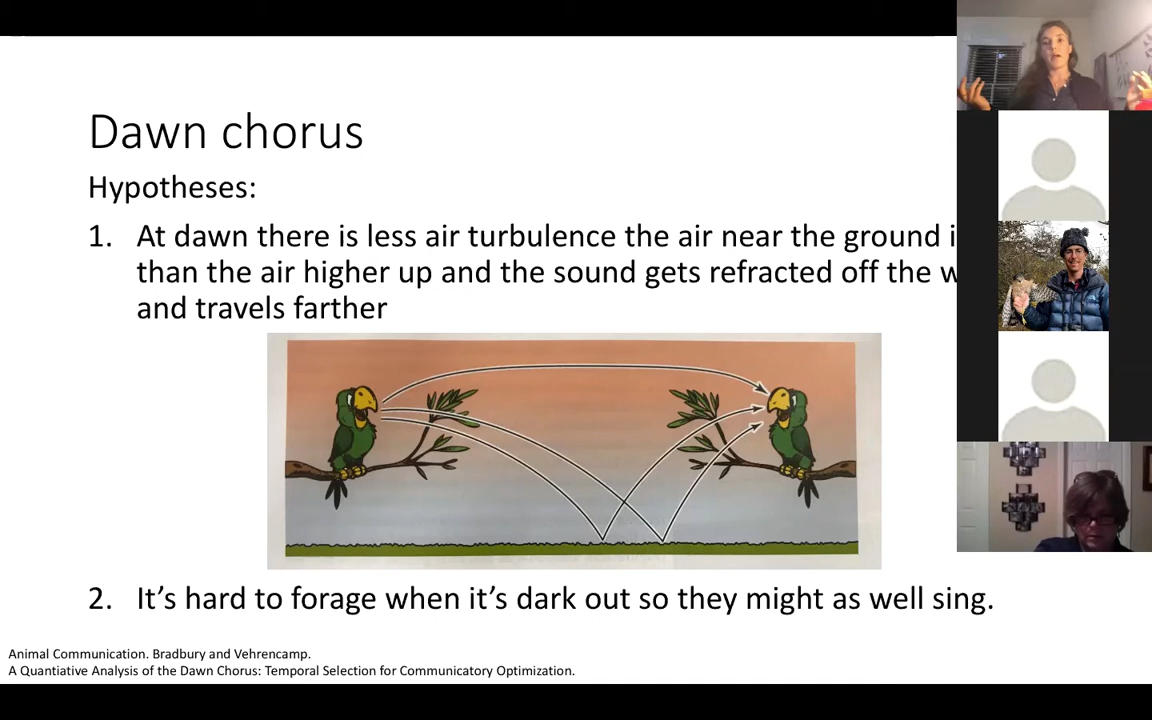 Dawn chorus
Hypotheses:
1. At dawn there is less air turbulence the air near the ground
than the air higher up and the sound gets refracted off the
and travels farther
2. It’s hard to forage when it’s dark out so they might as well sing.
Animal Communication. Bradbury and Vehrencamp.
A Quantiative Analysis of the Dawn Chorus: Temporal Selection for Communicatory Optimization.